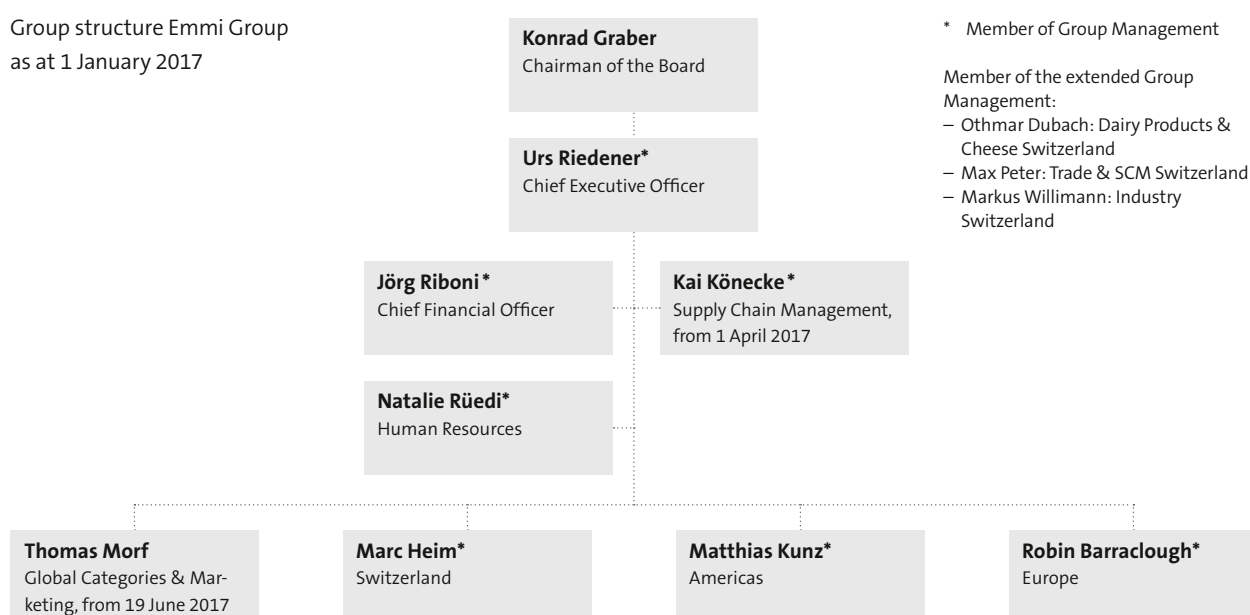 Group structure Emmi Group
as at 1 January 2017
Konrad Graber
Chairman of the Board
* Member of Group Management
Member of the extended Group
Management:
– Othmar Dubach: Dairy Products &
Cheese Switzerland
– Max Peter: Trade & SCM Switzerland
– Markus Willimann: Industry
Switzerland
Urs Riedener*
Chief Executive Officer
Jörg Riboni*
Chief Financial Officer
Kai Könecke*
Supply Chain Management,
from 1 April 2017
Natalie Rüedi*
Human Resources
Thomas Morf
Global Categories & Mar-
keting, from 19 June 2017
Marc Heim*
Switzerland
Matthias Kunz*
Americas
Robin Barraclough*
Europe